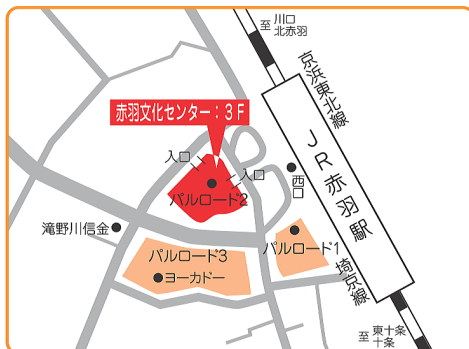 至 川口
北赤羽
京浜東北線
赤羽文化センター：3F
JR赤羽駅
入口
入口
西口
パルロード2
滝野川信金
パルロード1
パルロード3
ヨーカドー
埼京線
至 東十条
十条